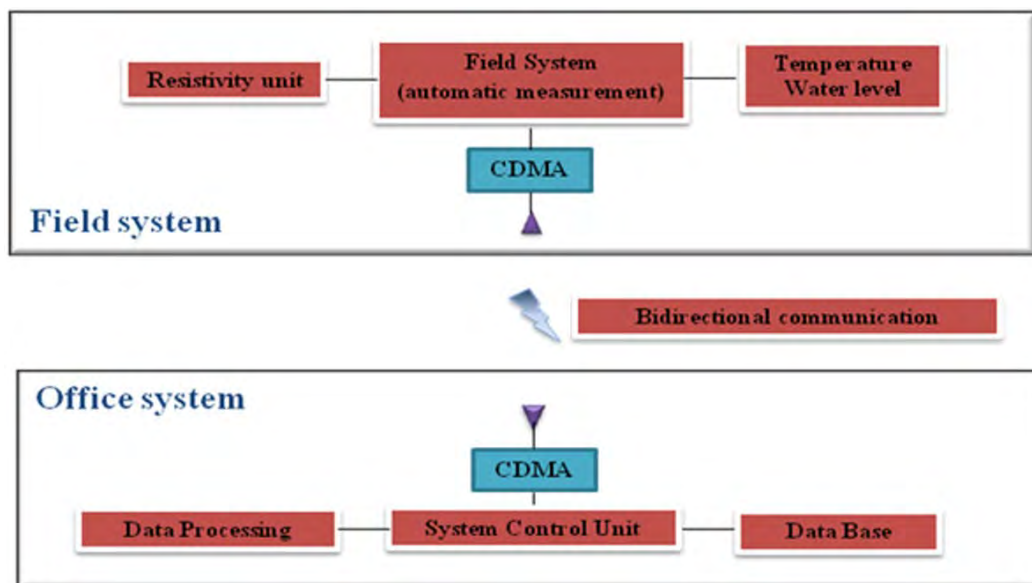 Resistivity unit
Field System
(automatic measurement)
Temperature
Water level
CDMA
Field system
Bidirectional communication
Office system
CDMA
Data Processing
System Control Unit
Data Base